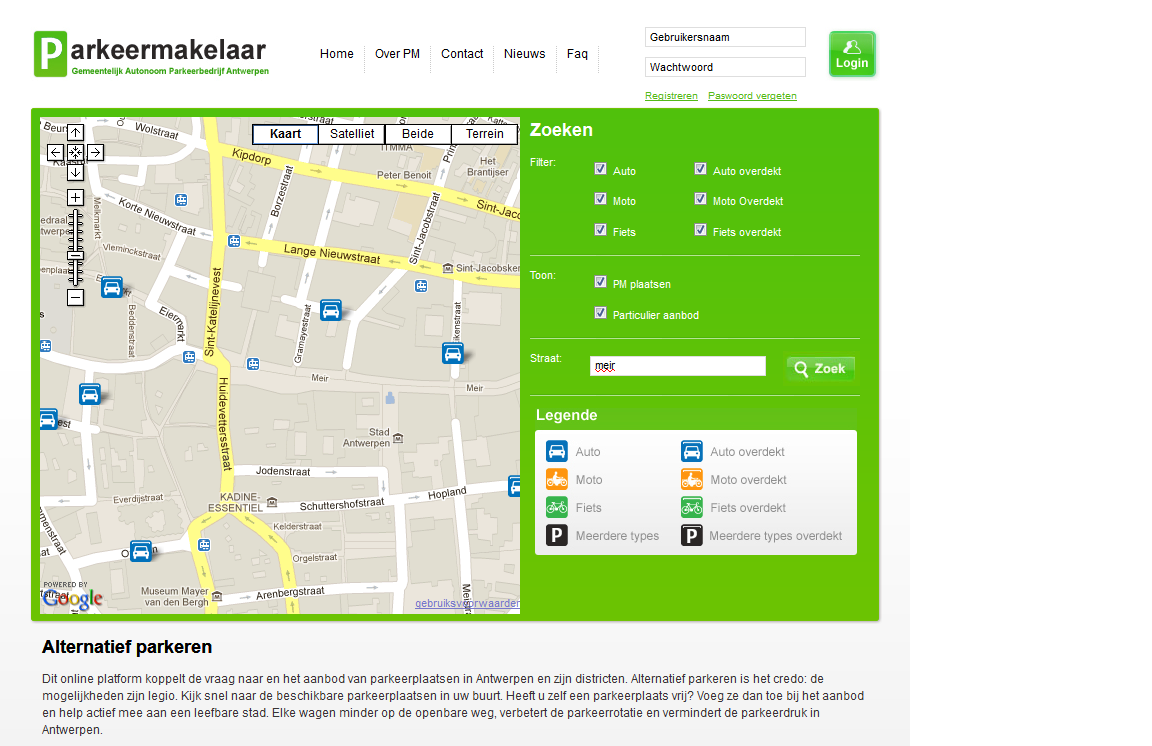 Parkeermakelaar
Gemeentelijk Autonoom Parkeerbedrijf Antwerpen
Home
Over PM
Contact
Nieuws
Faq
Gebruikersnaam
Wachtwoord
Login
Registreren
Paswoord vergeten
Kaart
Satelliet
Beide
Terrein
Wolstraat
Kipdorp
ITMMA
Peter Benoit
Het
Brantijser
Borzestraat
Sint-Jacobstraat
Korte Nieuwstraat
Melkmarkt
Vleminckstraat
Lange Nieuwstraat
Eiermarkt
Beddenstraat
Sint-Katelijnevest
Gramayestraat
Meir
Meir
Huidevettersstraat
Stad
Antwerpen
Jodenstraat
Everdijstraat
KADINE-
ESSENTIEL
Schuttershofstraat
Hopland
Kelderstraat
Orgelstraat
Museum Mayer
van den Bergh
Arenbergstraat
POWERED BY
Google
Zoeken
Filter:
Auto
Auto overdekt
Moto
Moto Overdekt
Fiets
Fiets overdekt
Toon:
PM plaatsen
Particulier aanbod
Straat:
meir
Zoek
Legende
Auto
Auto overdekt
Moto
Moto overdekt
Fiets
Fiets overdekt
P Meerdere types
P Meerdere types overdekt
Alternatief parkeren
Dit online platform koppelt de vraag naar en het aanbod van parkeerplaatsen in Antwerpen en zijn districten. Alternatief parkeren is het credo: de
mogelijkheden zijn legio. Kijk snel naar de beschikbare parkeerplaatsen in uw buurt. Heeft u zelf een parkeerplaats vrij? Voeg ze dan toe bij het aanbod
en help actief mee aan een leefbare stad. Elke wagen minder op de openbare weg, verbetert de parkeerrotatie en vermindert de parkeerdruk in
Antwerpen.